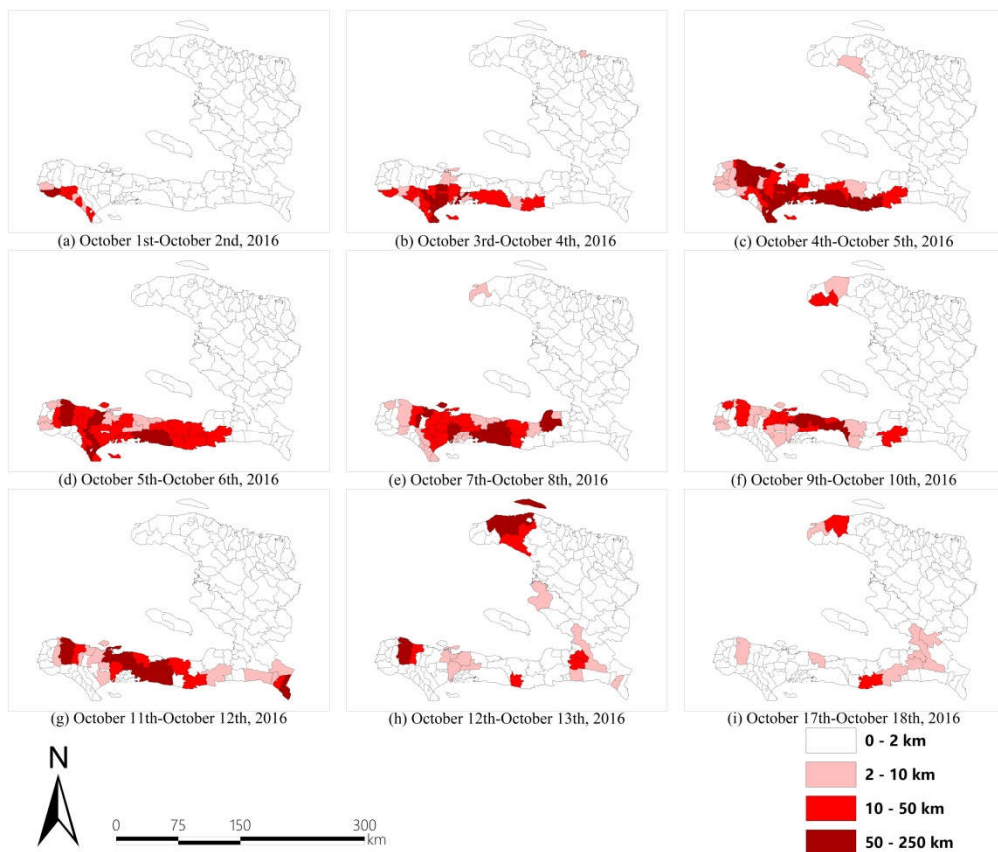 (a) October 1st-October 2nd, 2016
(b) October 3rd-October 4th, 2016
(c) October 4th-October 5th, 2016
(d) October 5th-October 6th, 2016
(e) October 7th-October 8th, 2016
(f) October 9th-October 10th, 2016
(g) October 11th-October 12th, 2016
(h) October 12th-October 13th, 2016
(i) October 17th-October 18th, 2016
N
0 75 150 300
km
0 - 2 km
2 - 10 km
10 - 50 km
50 - 250 km